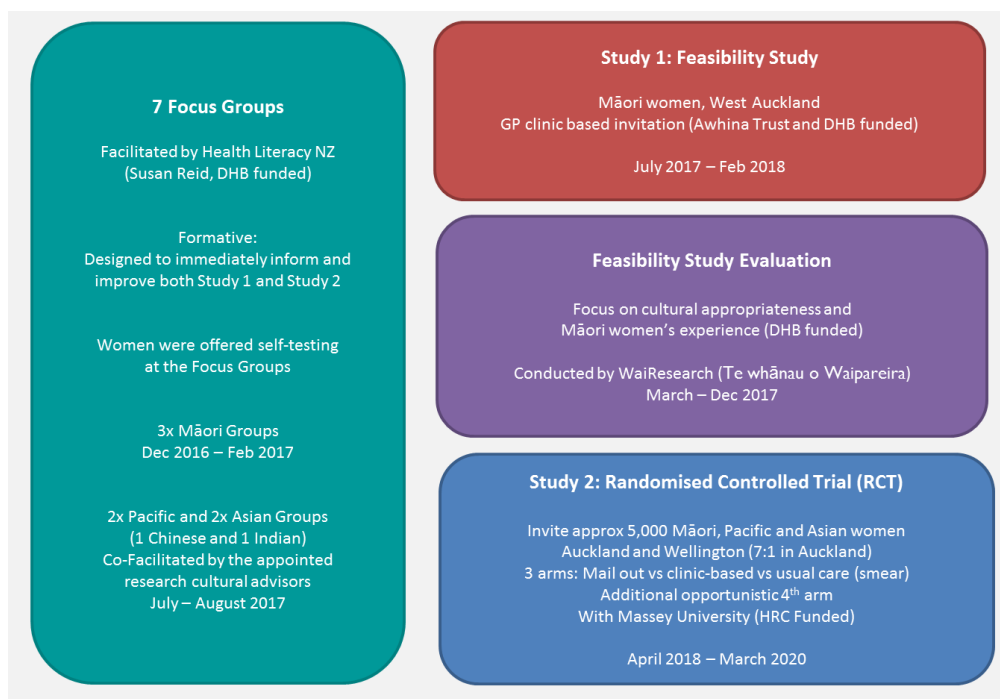 7 Focus Groups
Facilitated by Health Literacy NZ
(Susan Reid, DHB funded)
Formative:
Designed to immediately inform and
improve both Study 1 and Study 2
Women were offered self-testing
at the Focus Groups
3x Māori Groups
Dec 2016 – Feb 2017
2x Pacific and 2x Asian Groups
(1 Chinese and 1 Indian)
Co-Facilitated by the appointed
research cultural advisors
July – August 2017
Study 1: Feasibility Study
Māori women, West Auckland
GP clinic based invitation (Awhina Trust and DHB funded)
July 2017 – Feb 2018
Feasibility Study Evaluation
Focus on cultural appropriateness and
Māori women’s experience (DHB funded)
Conducted by WaiResearch (Te whānau o Waipareira)
March – Dec 2017
Study 2: Randomised Controlled Trial (RCT)
Invite approx 5,000 Māori, Pacific and Asian women
Auckland and Wellington (7:1 in Auckland)
3 arms: Mail out vs clinic-based vs usual care (smear)
Additional opportunistic 4th arm
With Massey University (HRC Funded)
April 2018 – March 2020